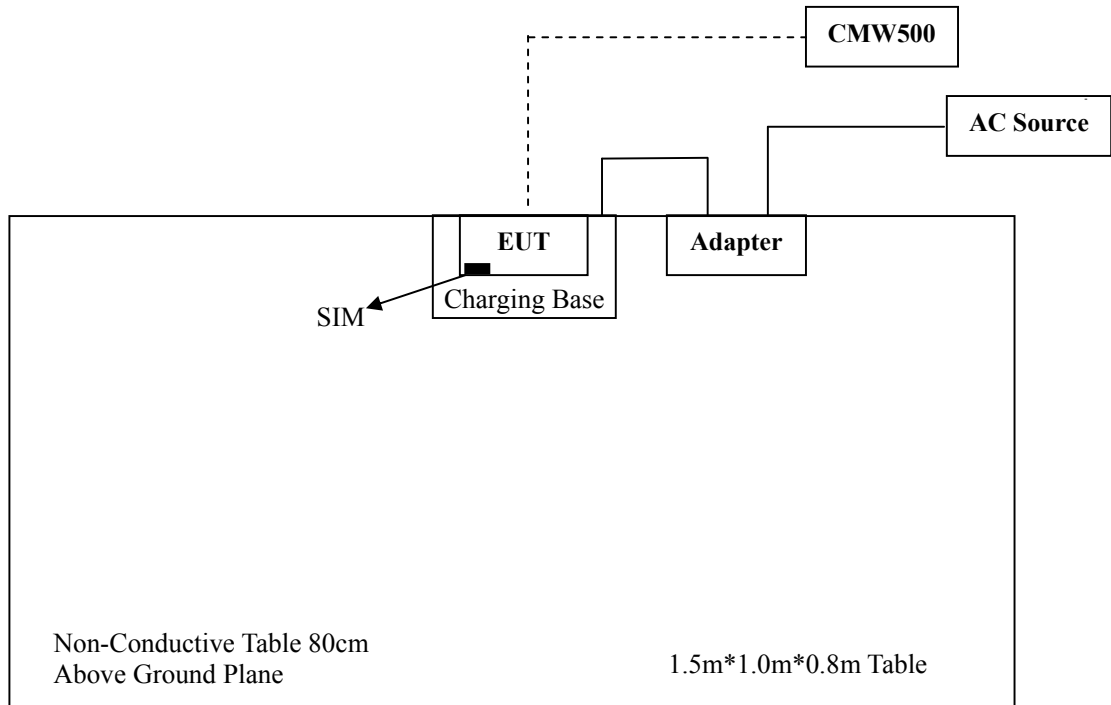 CMW500
AC Source
EUT
Adapter
Charging Base
SIM
Non-Conductive Table 80cm
Above Ground Plane
1.5m*1.0m*0.8m Table